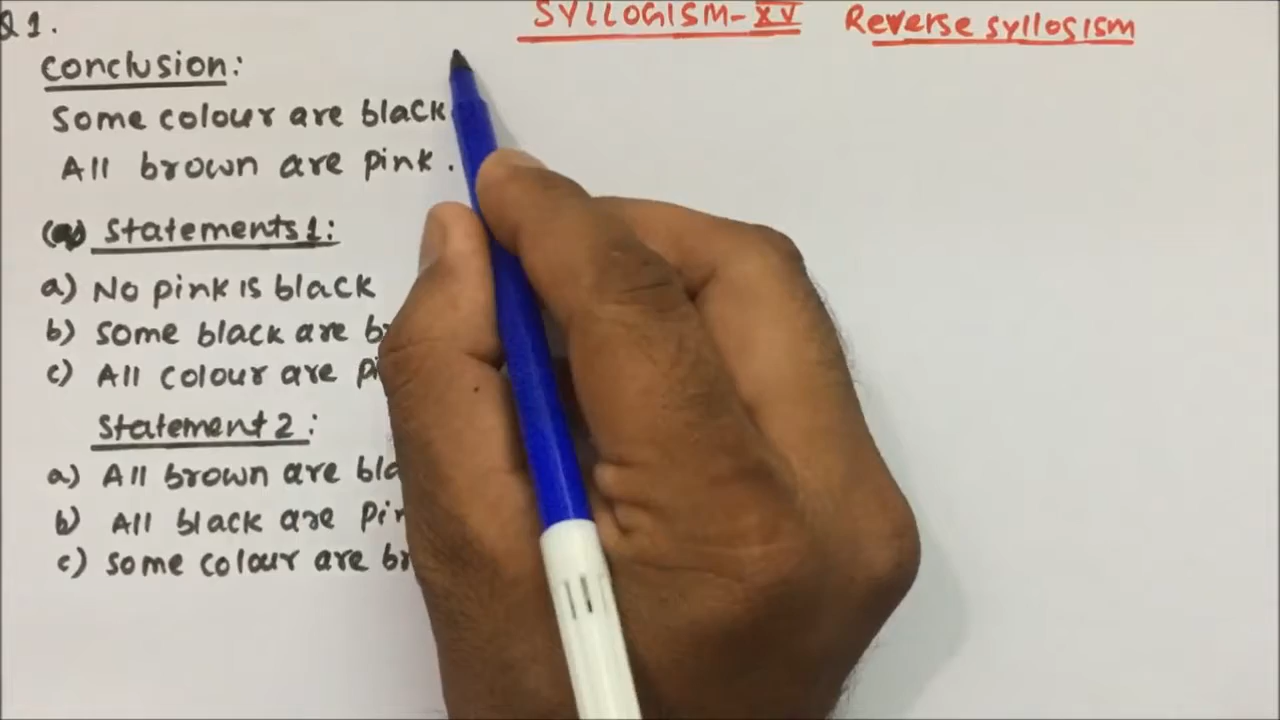 Q1.
SYLLOGISM-XV Reverse syllogism
Conclusion:
Some colour are black
All brown are pink.
(a) Statements 1:
a) No pink is black
b) Some black are
c) All colour are
Statement 2:
a) All brown are
b) All black are
c) Some colour are